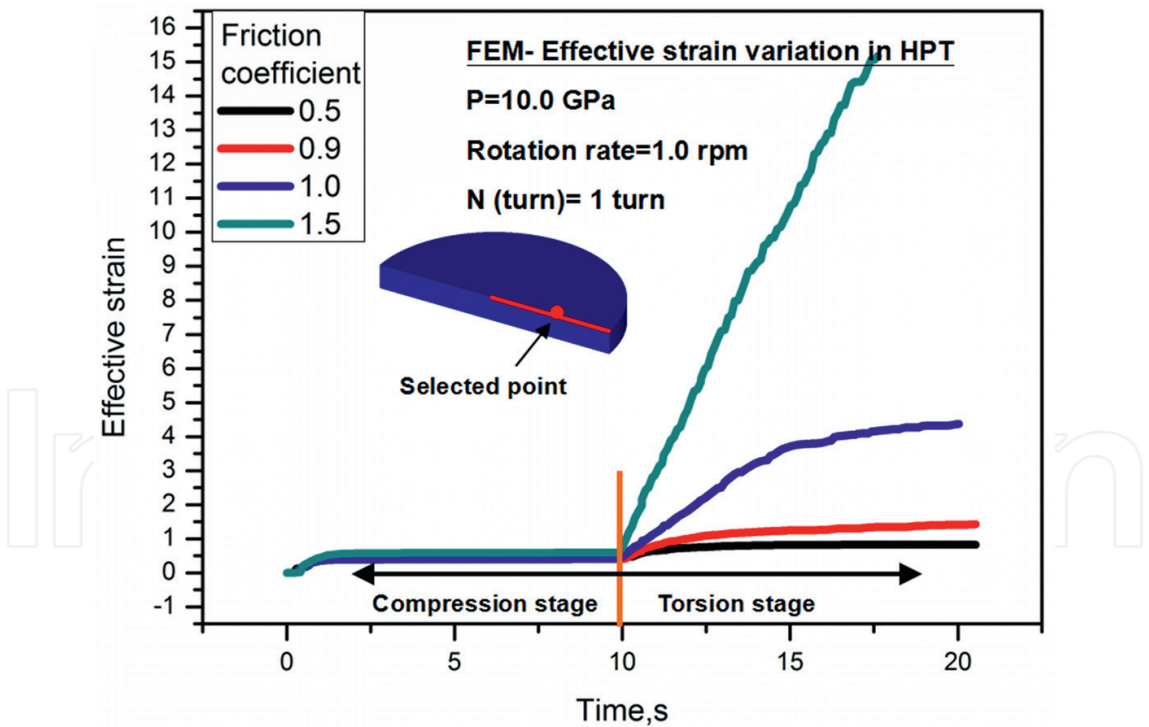 Friction
coefficient
0.5
0.9
1.0
1.5
FEM- Effective strain variation in HPT
P=10.0 GPa
Rotation rate=1.0 rpm
N (turn)= 1 turn
Selected point
Compression stage
Torsion stage
Effective strain
16
15
14
13
12
11
10
9
8
7
6
5
4
3
2
1
0
-1
0
5
10
15
20
Time,s